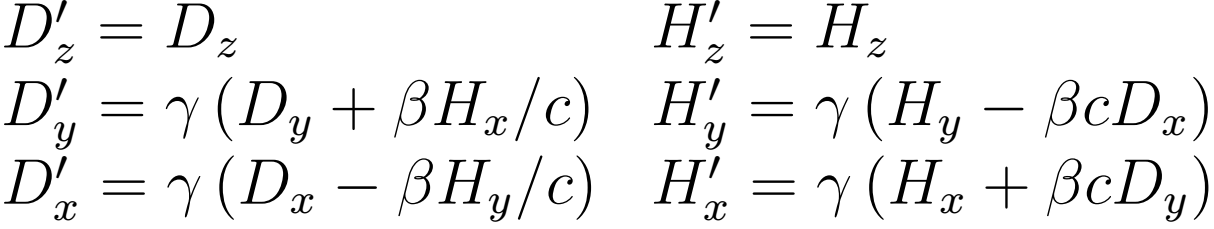 D′_z = D_z H′_z = H_z
D′_y = γ (D_y + βH_x/c) H′_y = γ (H_y − βcD_x)
D′_x = γ (D_x − βH_y/c) H′_x = γ (H_x + βcD_y)